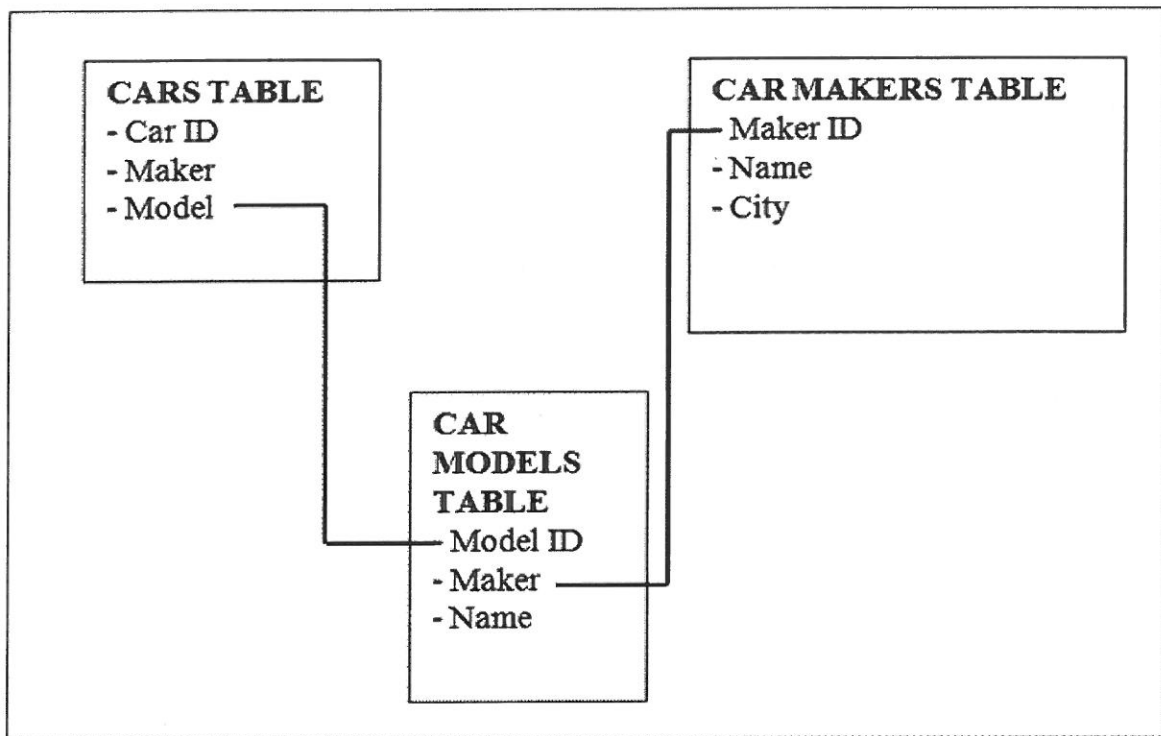 CARS TABLE
- Car ID
- Maker
- Model
CAR MAKERS TABLE
- Maker ID
- Name
- City
CAR
MODELS
TABLE
- Model ID
- Maker
- Name